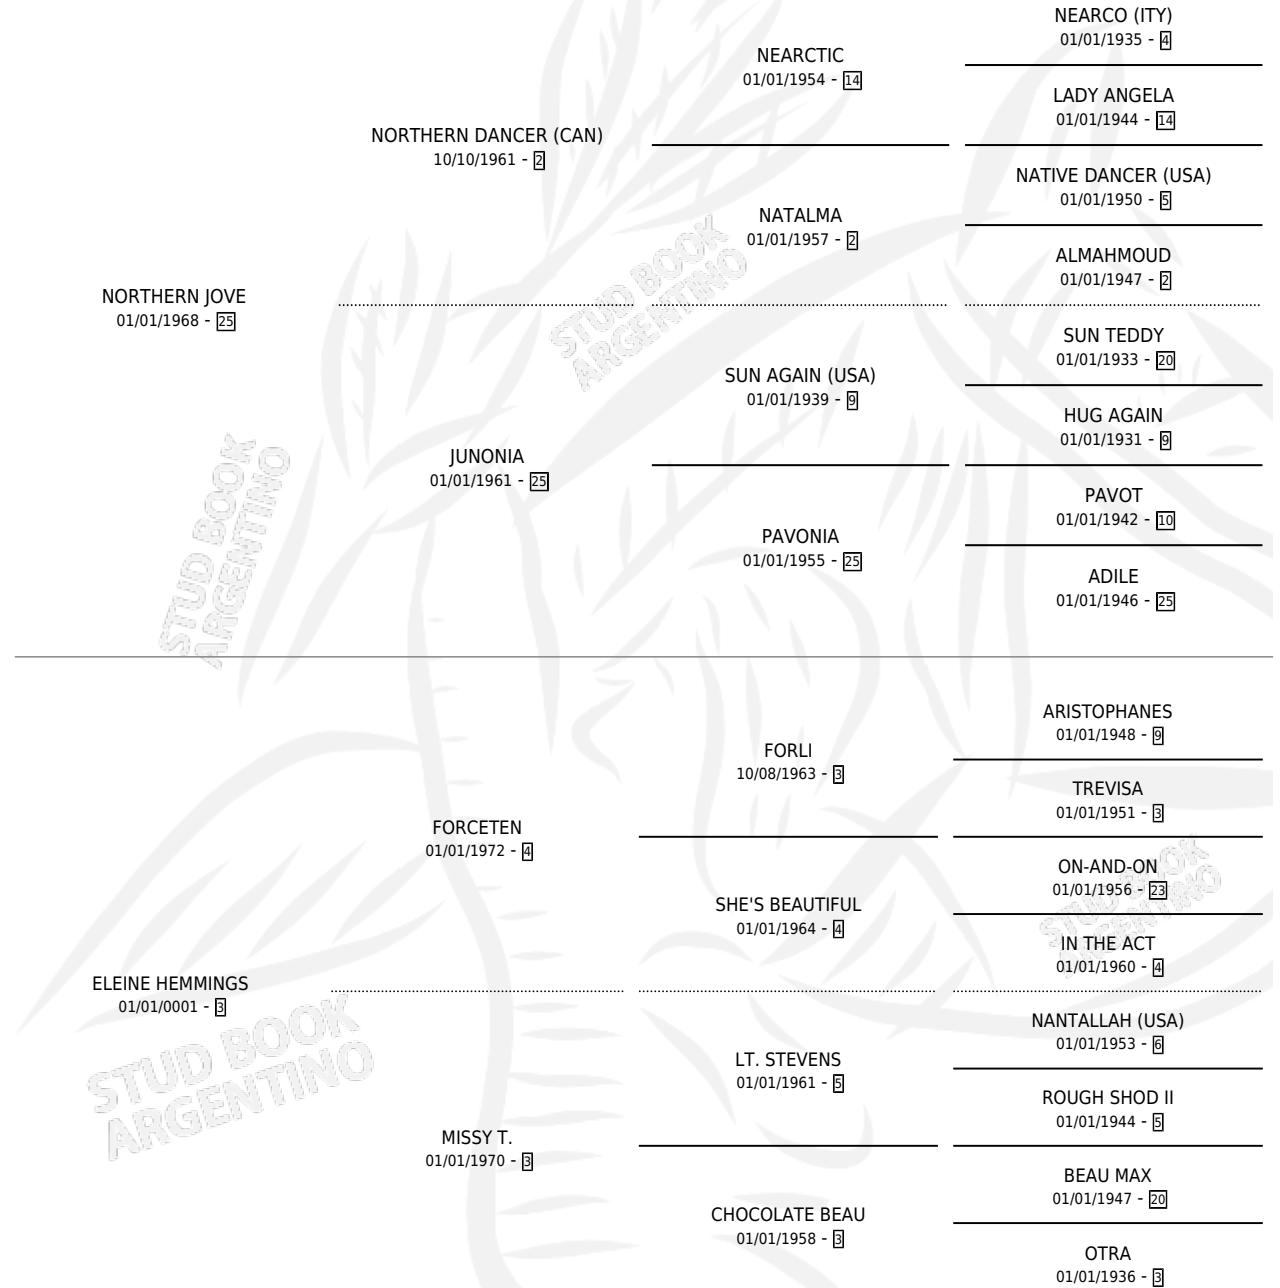 NEARCO (ITY)
01/01/1935 - 4
NEARCTIC
01/01/1954 - 14
LADY ANGELA
01/01/1944 - 14
NORTHERN DANCER (CAN)
10/10/1961 - 2
NATIVE DANCER (USA)
01/01/1950 - 5
NATALMA
01/01/1957 - 2
ALMAHMOUD
01/01/1947 - 2
NORTHERN JOVE
01/01/1968 - 25
SUN TEDDY
01/01/1933 - 20
SUN AGAIN (USA)
01/01/1939 - 9
HUG AGAIN
01/01/1931 - 9
JUNONIA
01/01/1961 - 25
PAVOT
01/01/1942 - 10
PAVONIA
01/01/1955 - 25
ADILE
01/01/1946 - 25
STUD BOOK
ARGENTINO
STUD BOOK
ARGENTINO
ARISTOPHANES
01/01/1948 - 9
FORLI
10/08/1963 - 3
TREVISA
01/01/1951 - 3
FORCETEN
01/01/1972 - 4
ON-AND-ON
01/01/1956 - 23
SHE'S BEAUTIFUL
01/01/1964 - 4
IN THE ACT
01/01/1960 - 4
ELEINE HEMMINGS
01/01/0001 - 3
NANTALLAH (USA)
01/01/1953 - 6
LT. STEVENS
01/01/1961 - 5
ROUGH SHOD II
01/01/1944 - 5
MISSY T.
01/01/1970 - 3
BEAU MAX
01/01/1947 - 20
CHOCOLATE BEAU
01/01/1958 - 3
OTRA
01/01/1936 - 3
STUD BOOK
ARGENTINO
STUD BOOK
ARGENTINO